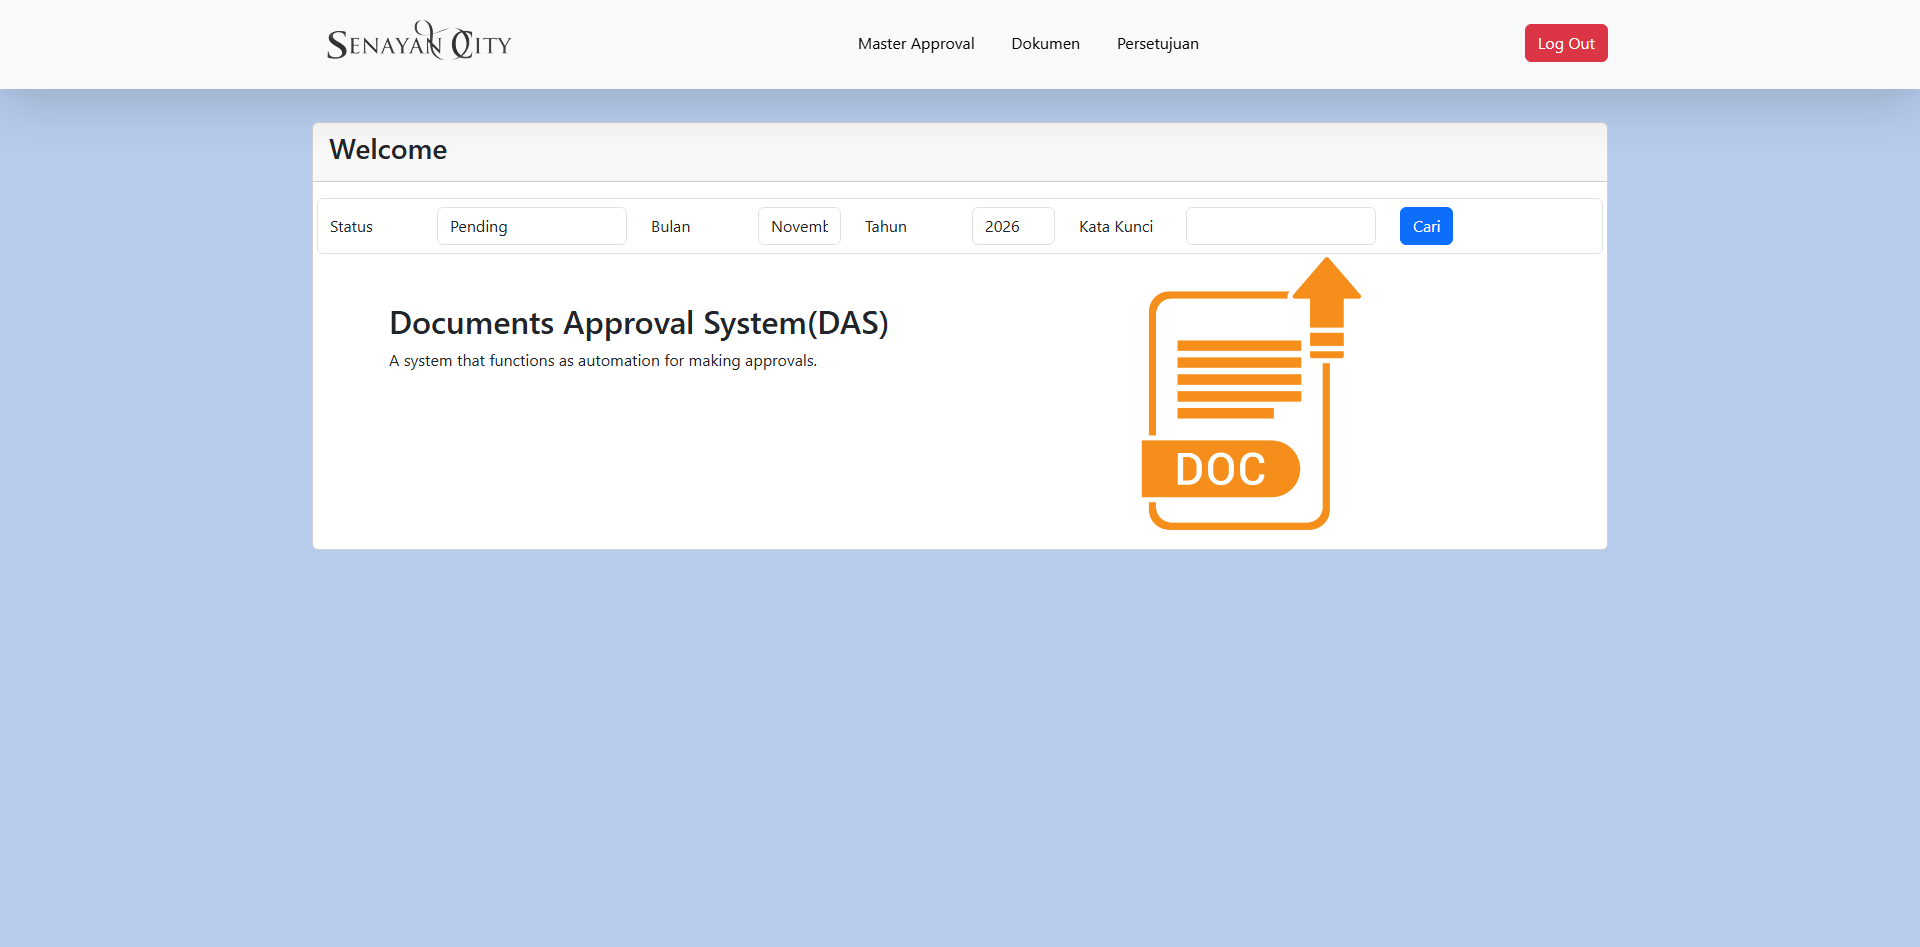 SENAYAN CITY
Master Approval
Dokumen
Persetujuan
Log Out
Welcome
Status
Pending
Bulan
Novemb
Tahun
2026
Kata Kunci
Cari
Documents Approval System(DAS)
A system that functions as automation for making approvals.
DOC